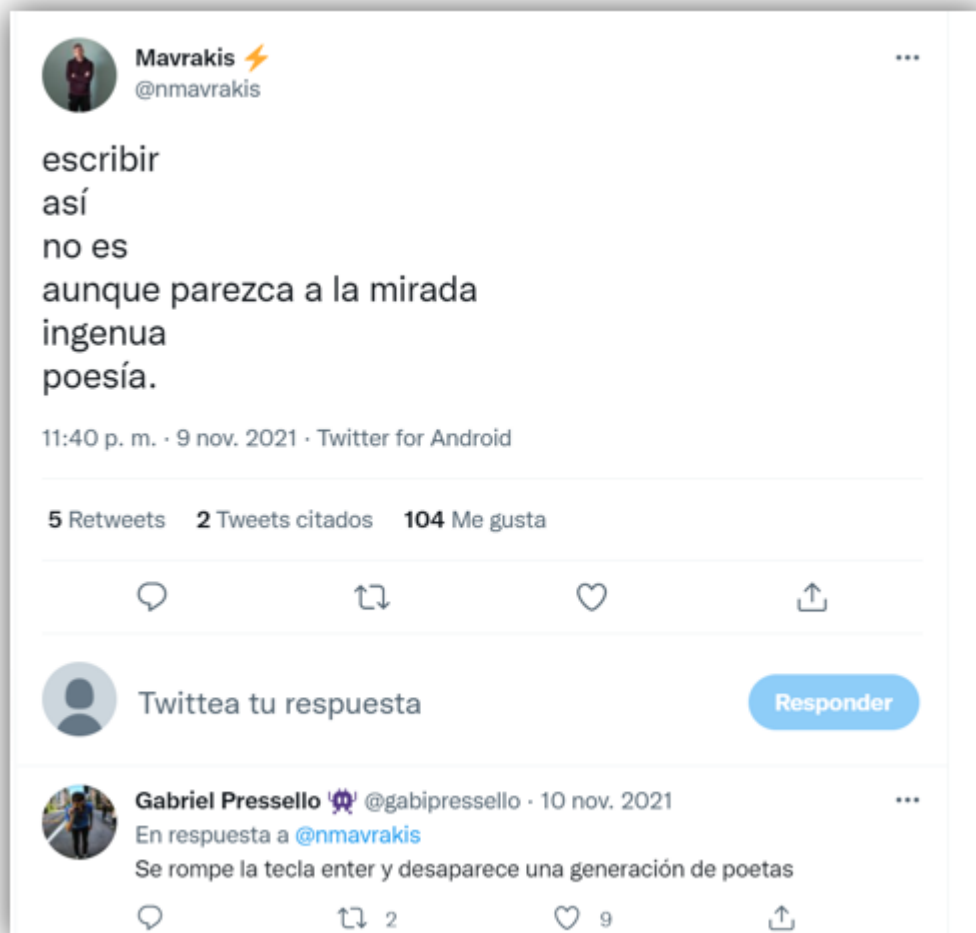 Mavrakis ⚡
@nmavrakis
escribir
así
no es
aunque parezca a la mirada
ingenua
poesía.
11:40 p. m. · 9 nov. 2021 · Twitter for Android
5 Retweets 2 Tweets citados 104 Me gusta
Twittea tu respuesta
Responder
Gabriel Pressello 👾 @gabipressello · 10 nov. 2021
En respuesta a @nmavrakis
Se rompe la tecla enter y desaparece una generación de poetas
2 9